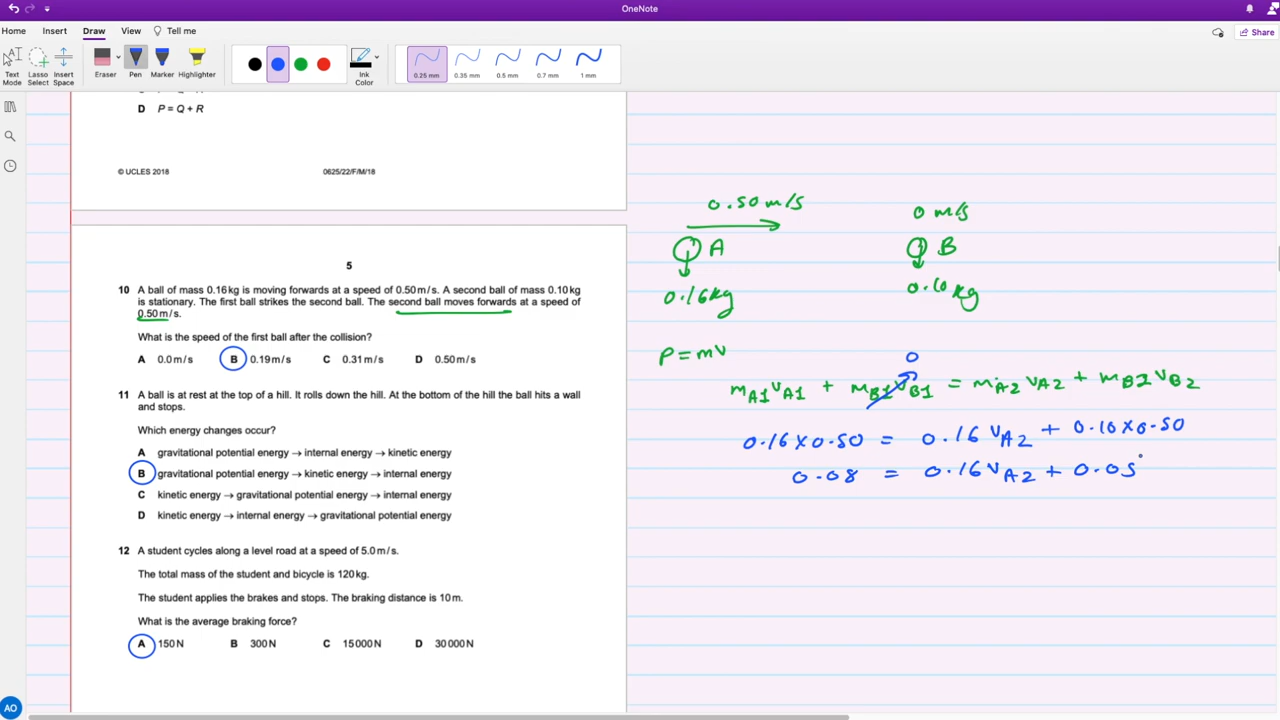 OneNote
Home Insert Draw View Tell me
Share
Text Mode
Lasso Select
Insert Space
Eraser
Pen
Marker
Highlighter
Ink Color
0.25 mm
0.35 mm
0.5 mm
0.7 mm
1 mm
D P = Q + R
© UCLES 2018 0625/22/F/M/18
5
10 A ball of mass 0.16 kg is moving forwards at a speed of 0.50 m/s. A second ball of mass 0.10 kg
is stationary. The first ball strikes the second ball. The second ball moves forwards at a speed of
0.50 m/s.
What is the speed of the first ball after the collision?
A 0.0 m/s B 0.19 m/s C 0.31 m/s D 0.50 m/s
11 A ball is at rest at the top of a hill. It rolls down the hill. At the bottom of the hill the ball hits a wall
and stops.
Which energy changes occur?
A gravitational potential energy → internal energy → kinetic energy
B gravitational potential energy → kinetic energy → internal energy
C kinetic energy → gravitational potential energy → internal energy
D kinetic energy → internal energy → gravitational potential energy
12 A student cycles along a level road at a speed of 5.0 m/s.
The total mass of the student and bicycle is 120 kg.
The student applies the brakes and stops. The braking distance is 10 m.
What is the average braking force?
A 150 N B 300 N C 15 000 N D 30 000 N
0.50 m/s 0 m/s
A B
0.16 kg 0.10 kg
P = mv
0
mA1 vA1 + mB1 vB1 = mA2 vA2 + mB2 vB2
0.16 x 0.50 = 0.16 vA2 + 0.10 x 0.50
0.08 = 0.16 vA2 + 0.05
AO